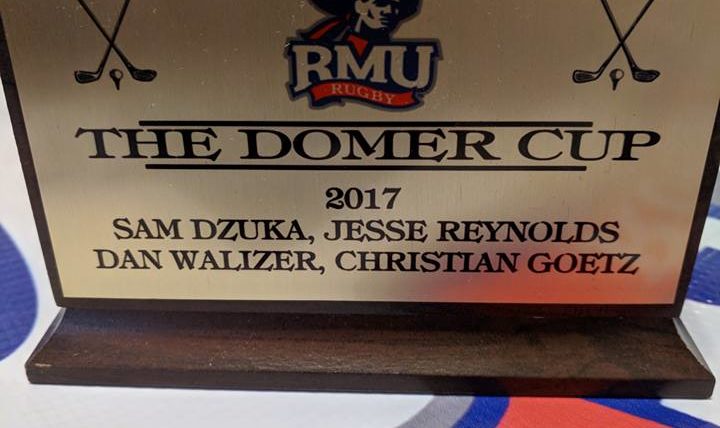 RMU
RUGBY
THE DOMER CUP
2017
SAM DZUKA, JESSE REYNOLDS
DAN WALIZER, CHRISTIAN GOETZ